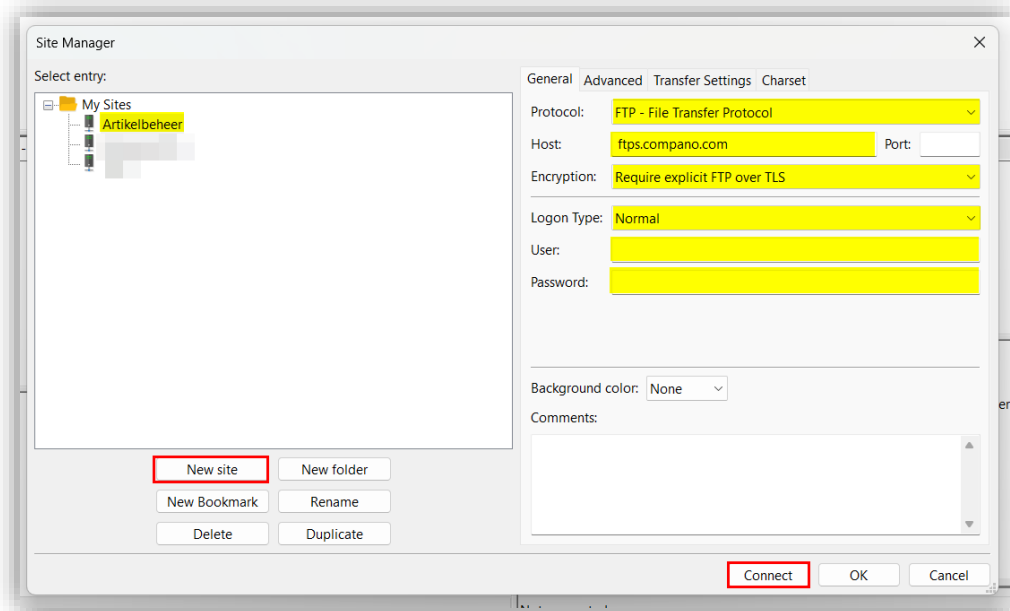 Site Manager
Select entry:
My Sites
Artikelbeheer
General Advanced Transfer Settings Charset
Protocol: FTP - File Transfer Protocol
Host: ftps.compano.com Port:
Encryption: Require explicit FTP over TLS
Logon Type: Normal
User:
Password:
Background color: None
Comments:
New site New folder
New Bookmark Rename
Delete Duplicate
Connect OK Cancel